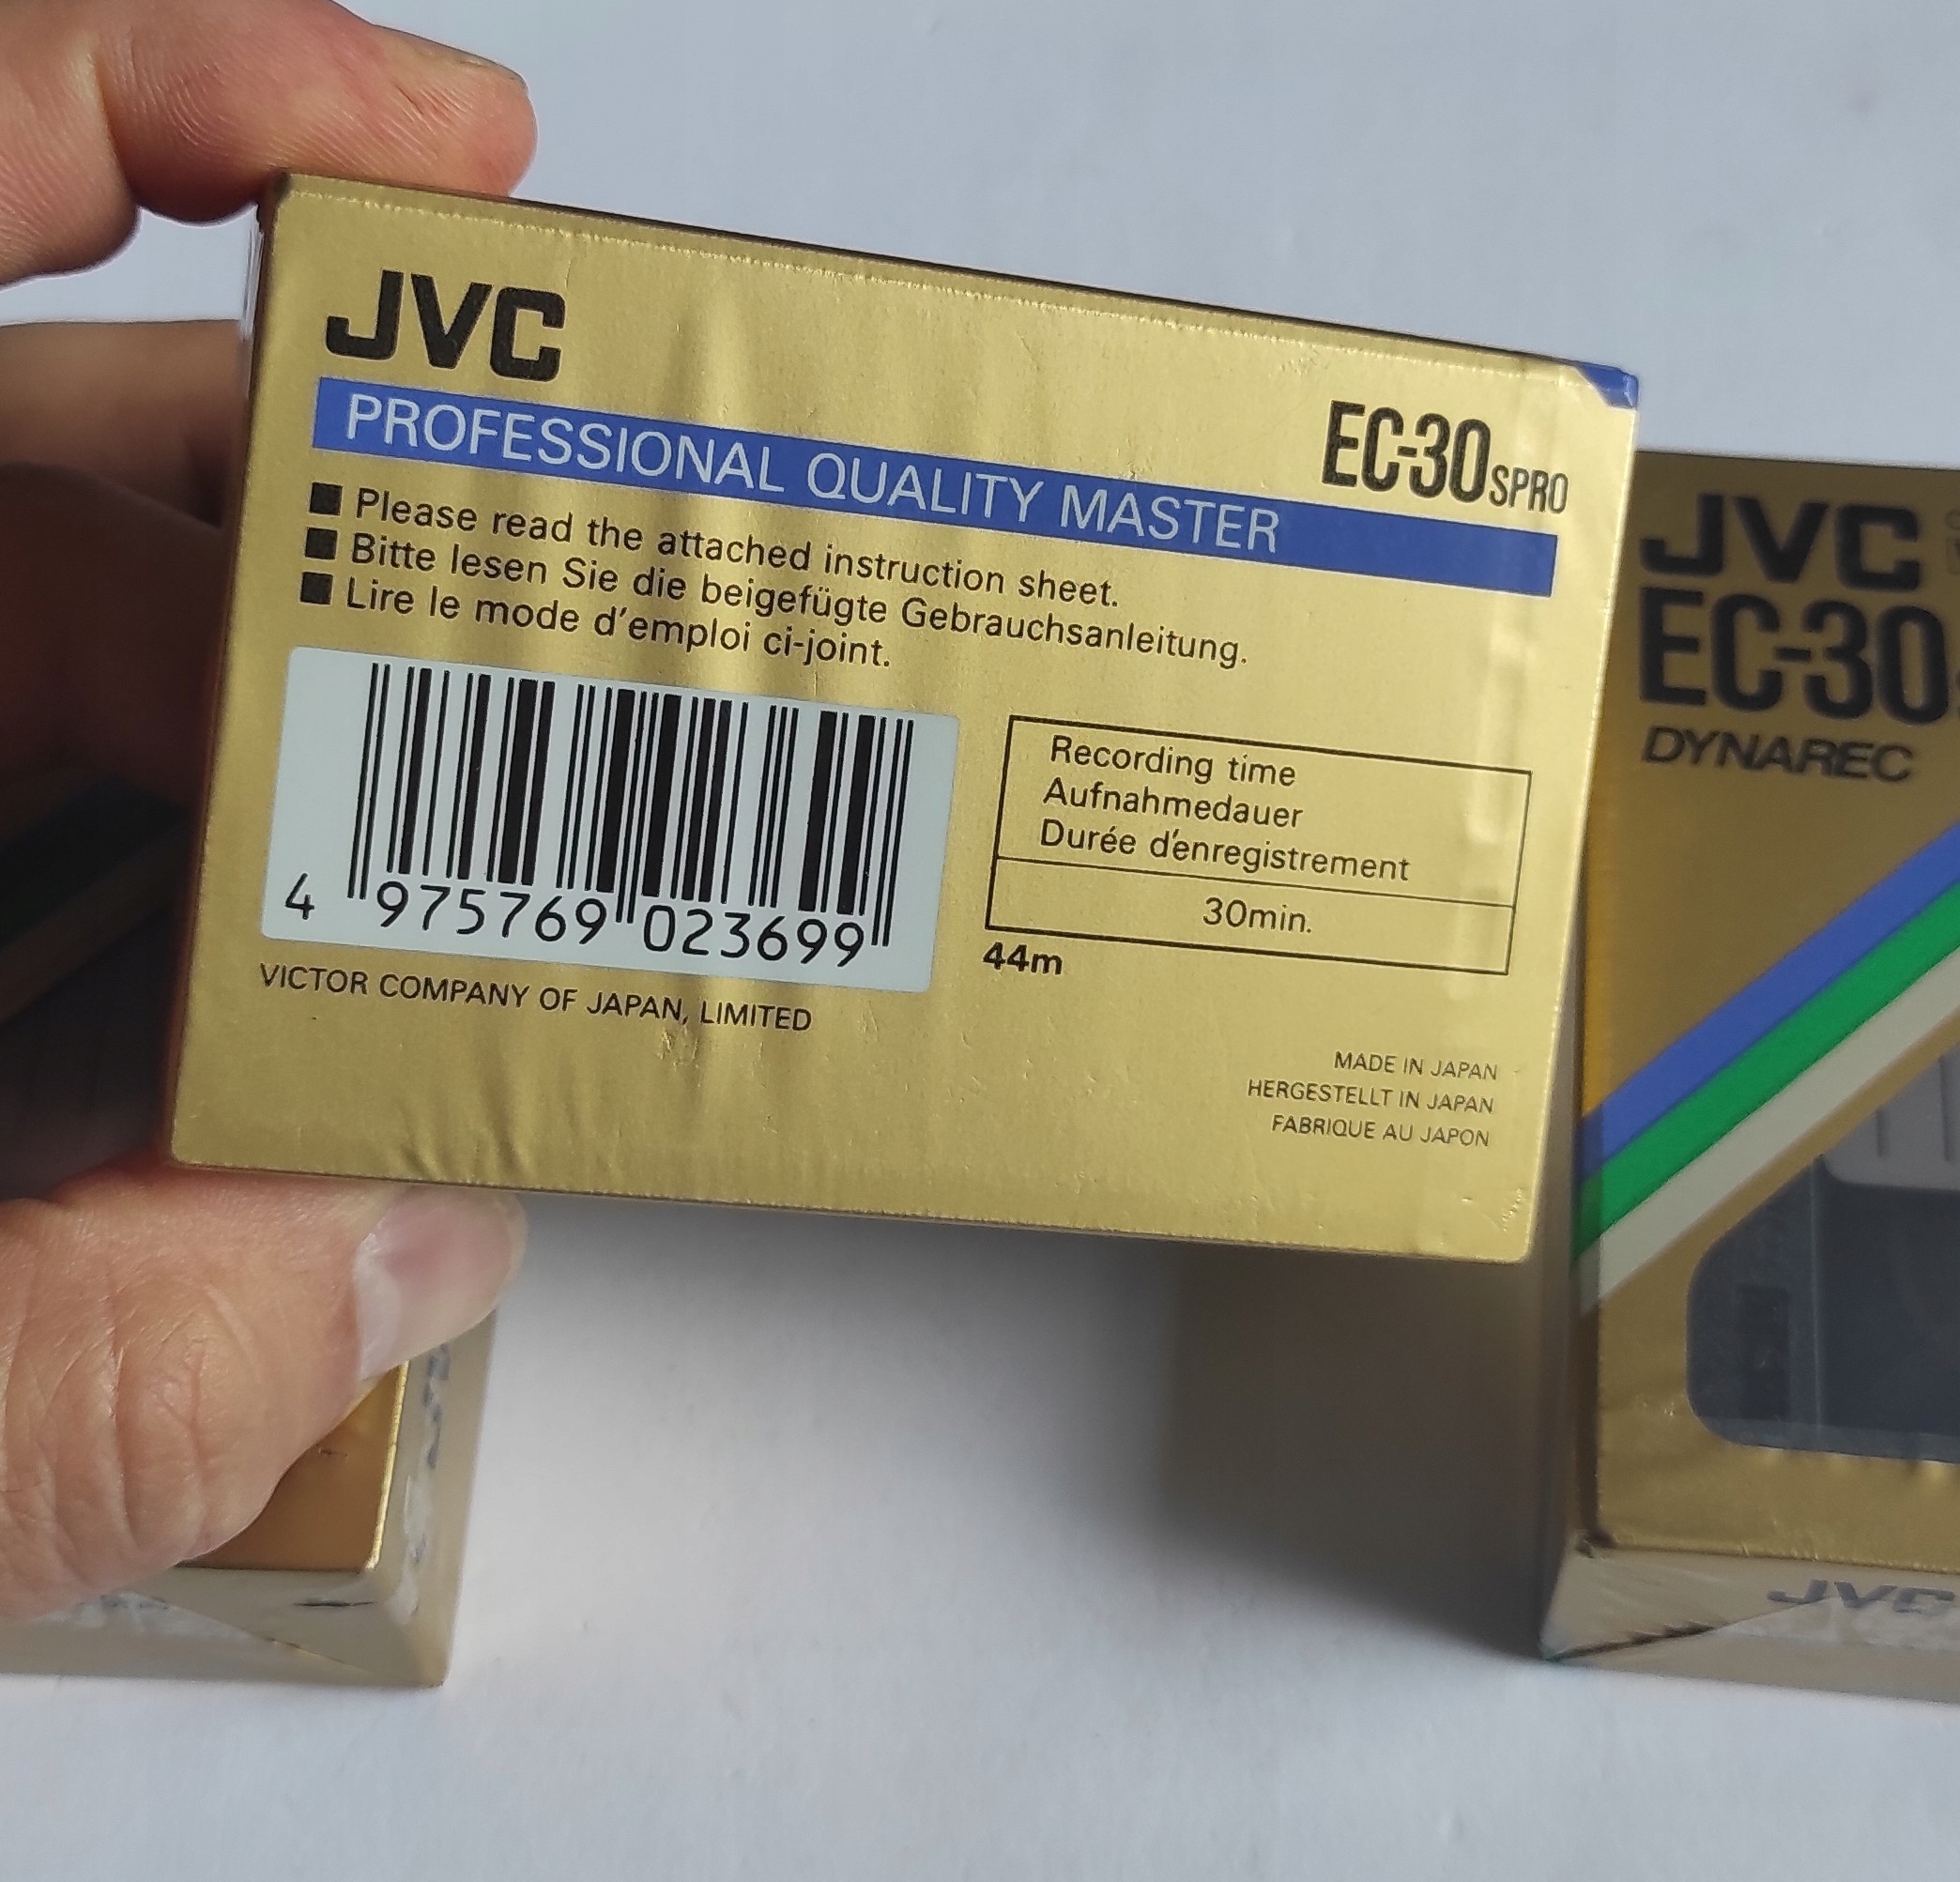 JVC
EC-30SPRO
PROFESSIONAL QUALITY MASTER
■ Please read the attached instruction sheet.
■ Bitte lesen Sie die beigefügte Gebrauchsanleitung.
■ Lire le mode d'emploi ci-joint.
4 975769 023699
VICTOR COMPANY OF JAPAN, LIMITED
Recording time
Aufnahmedauer
Durée d'enregistrement
30min.
44m
MADE IN JAPAN
HERGESTELLT IN JAPAN
FABRIQUE AU JAPON
JVC
EC-30
DYNAREC
JVC